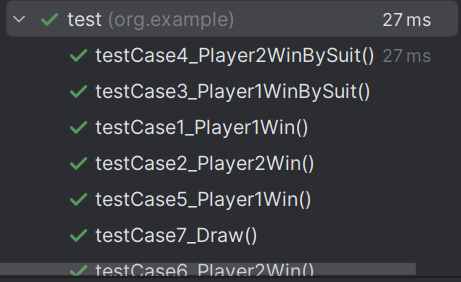 test (org.example) 27 ms
testCase4_Player2WinBySuit() 27 ms
testCase3_Player1WinBySuit()
testCase1_Player1Win()
testCase2_Player2Win()
testCase5_Player1Win()
testCase7_Draw()
testCase6_Player2Win()